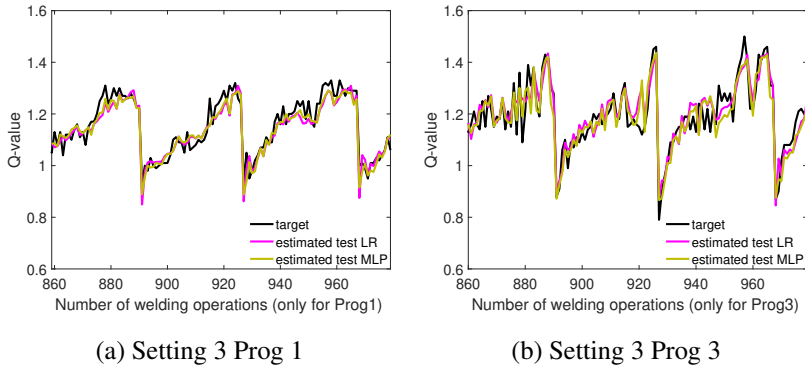 1.6
1.4
1.2
1
0.8
0.6
Q-value
target
estimated test LR
estimated test MLP
860 880 900 920 940 960
Number of welding operations (only for Prog1)
(a) Setting 3 Prog 1
1.6
1.4
1.2
1
0.8
0.6
Q-value
target
estimated test LR
estimated test MLP
860 880 900 920 940 960
Number of welding operations (only for Prog3)
(b) Setting 3 Prog 3